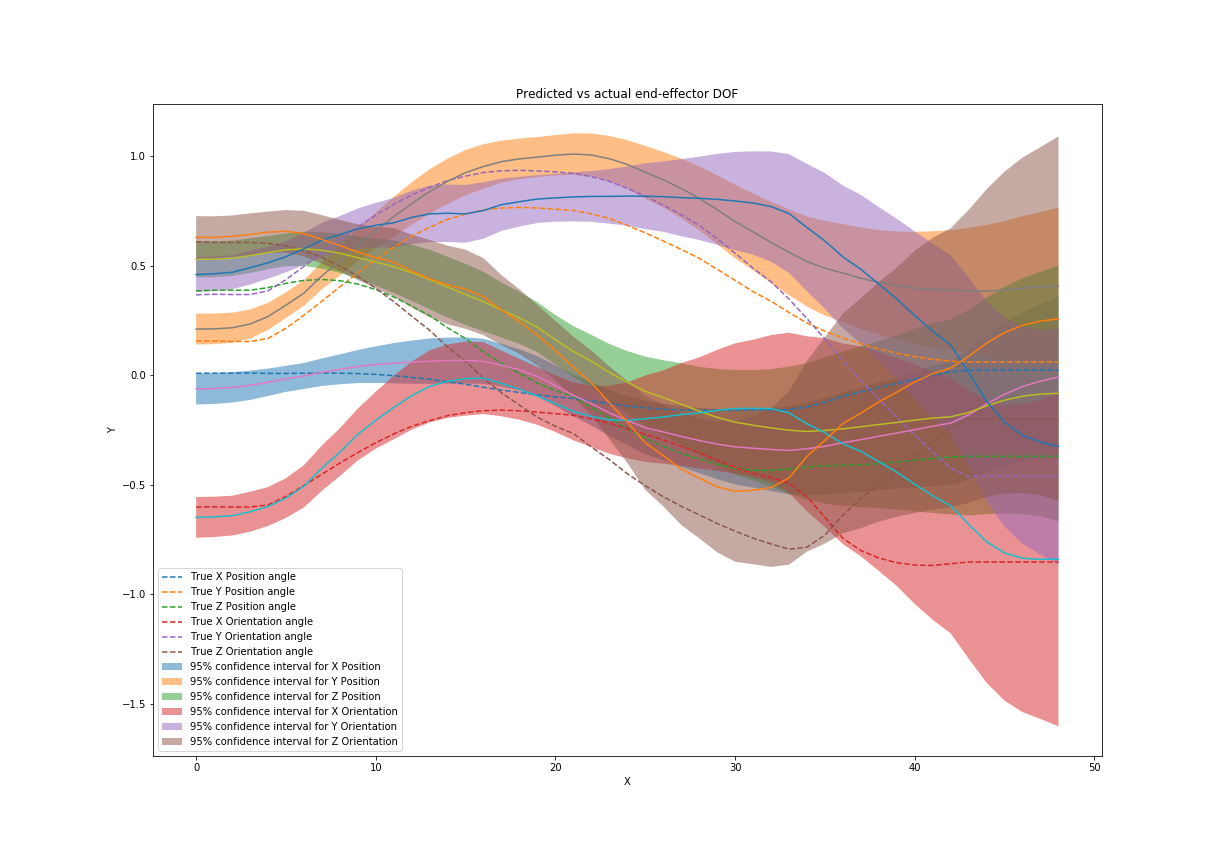 Predicted vs actual end-effector DOF
Y
1.0
0.5
0.0
−0.5
−1.0
−1.5
True X Position angle
True Y Position angle
True Z Position angle
True X Orientation angle
True Y Orientation angle
True Z Orientation angle
95% confidence interval for X Position
95% confidence interval for Y Position
95% confidence interval for Z Position
95% confidence interval for X Orientation
95% confidence interval for Y Orientation
95% confidence interval for Z Orientation
0 10 20 30 40 50
X